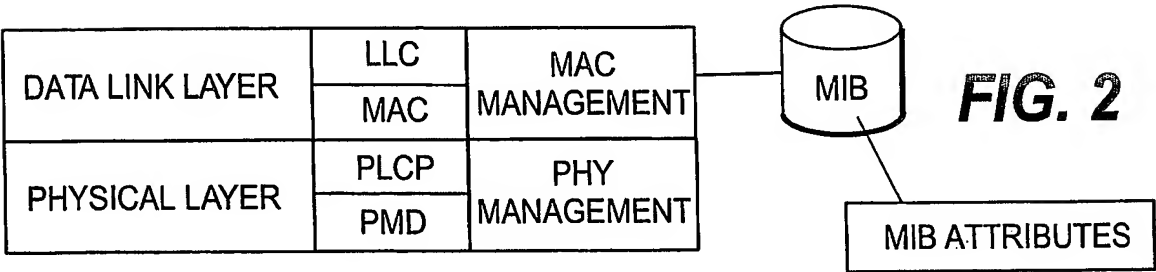 DATA LINK LAYER
LLC
MAC
MAC
MANAGEMENT
PHYSICAL LAYER
PLCP
PMD
PHY
MANAGEMENT
MIB
FIG. 2
MIB ATTRIBUTES